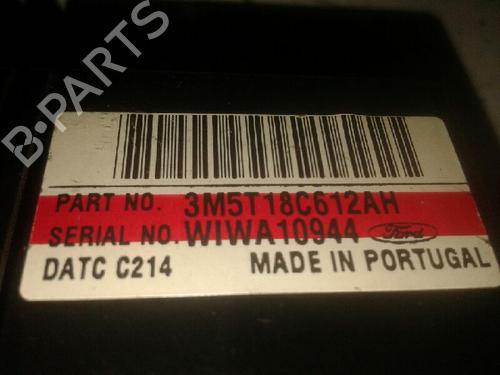 B-PARTS
PART NO. 3M5T18C612AH
SERIAL NO. WIWA10944 Ford
DATC C214 MADE IN PORTUGAL